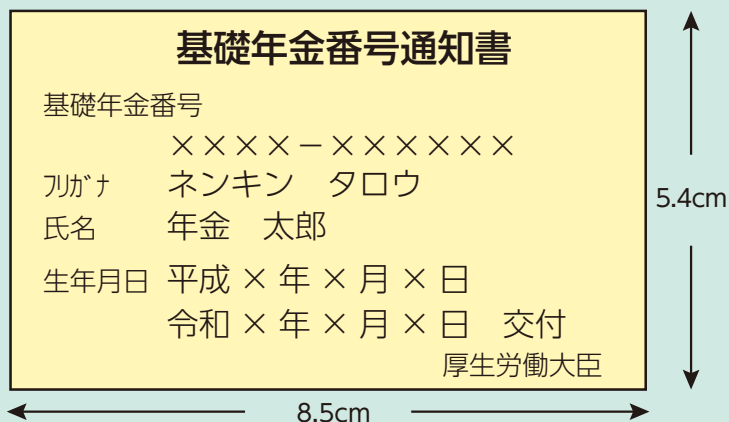 基礎年金番号通知書
基礎年金番号
××××－××××××
フリガナ ネンキン　タロウ
氏名 年金　太郎
生年月日 平成×年×月×日
令和×年×月×日　交付
厚生労働大臣
5.4cm
8.5cm